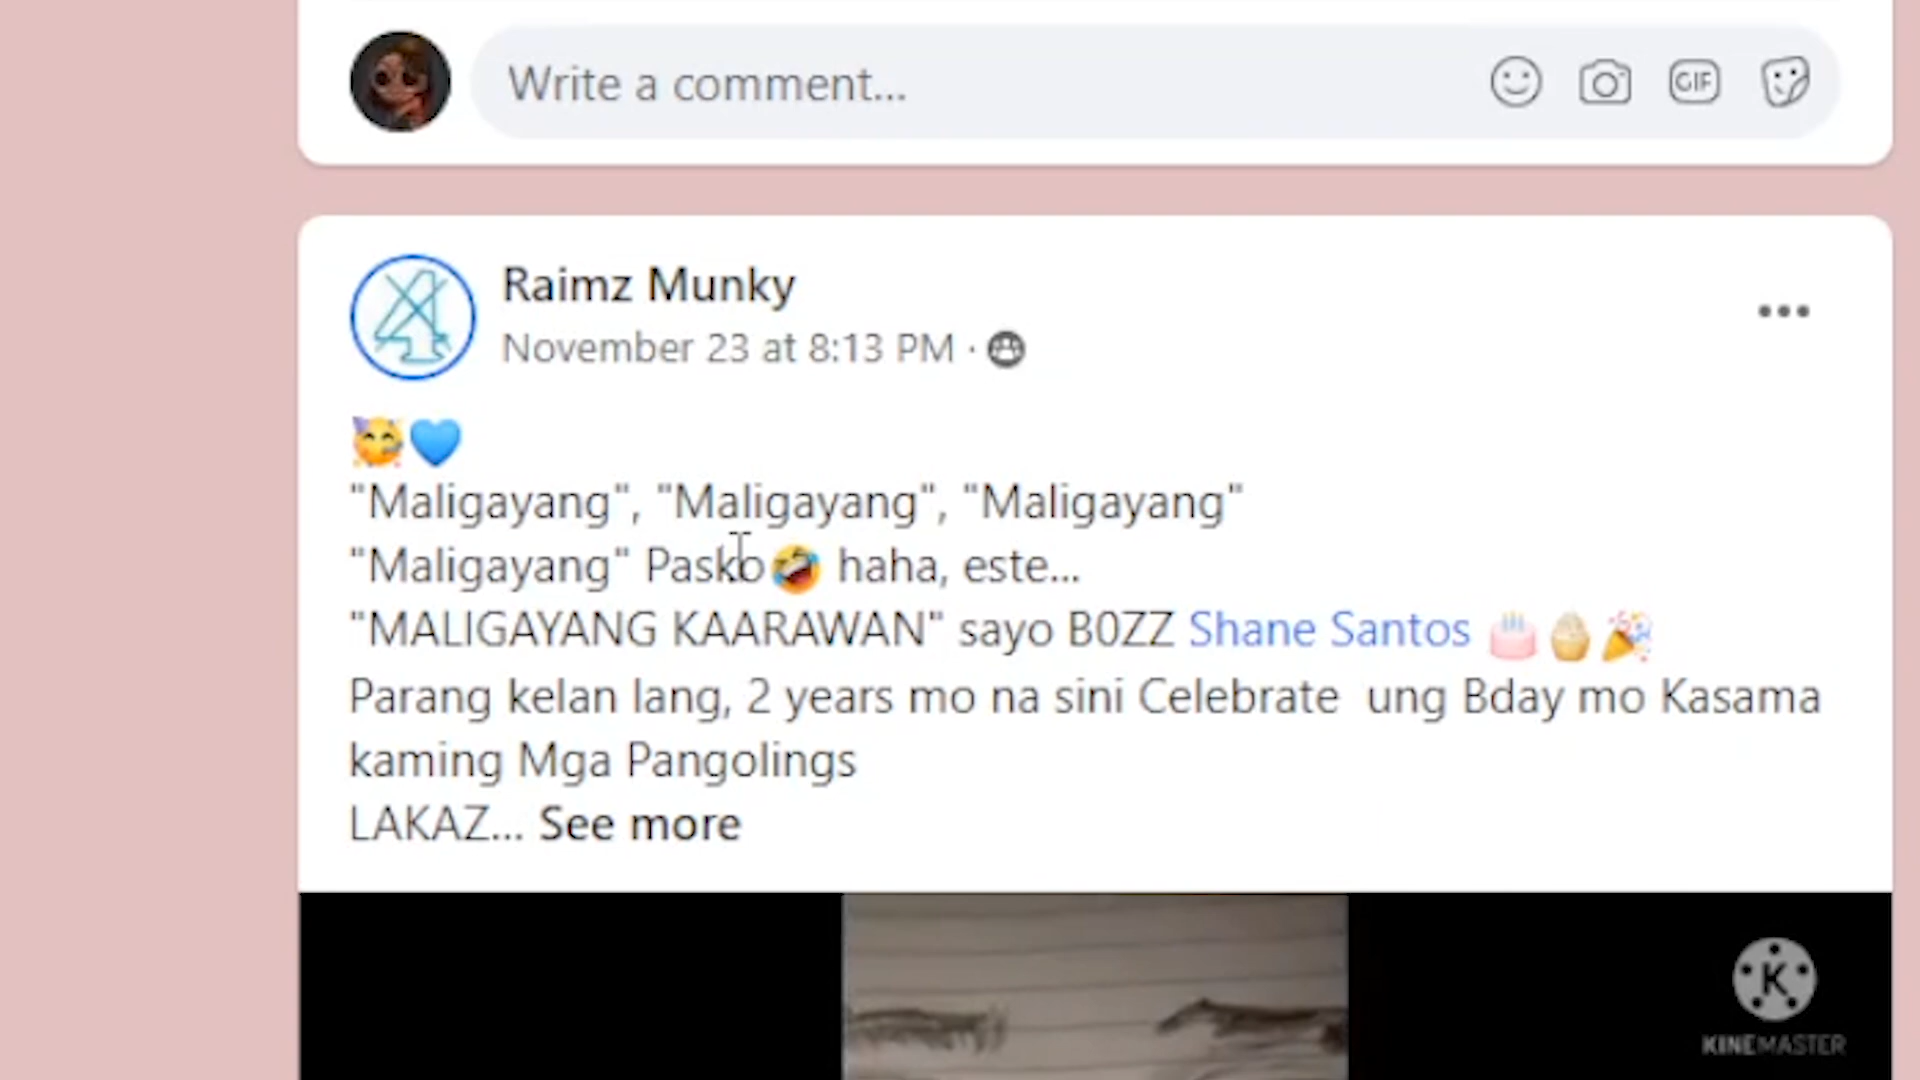 Write a comment...
GIF
Raimz Munky
November 23 at 8:13 PM ·
🥳💙
"Maligayang", "Maligayang", "Maligayang"
"Maligayang" Pasko🤣 haha, este...
"MALIGAYANG KAARAWAN" sayo B0ZZ Shane Santos 🎂🧁🎉
Parang kelan lang, 2 years mo na sini Celebrate ung Bday mo Kasama
kaming Mga Pangolings
LAKAZ... See more
K
KINEMASTER